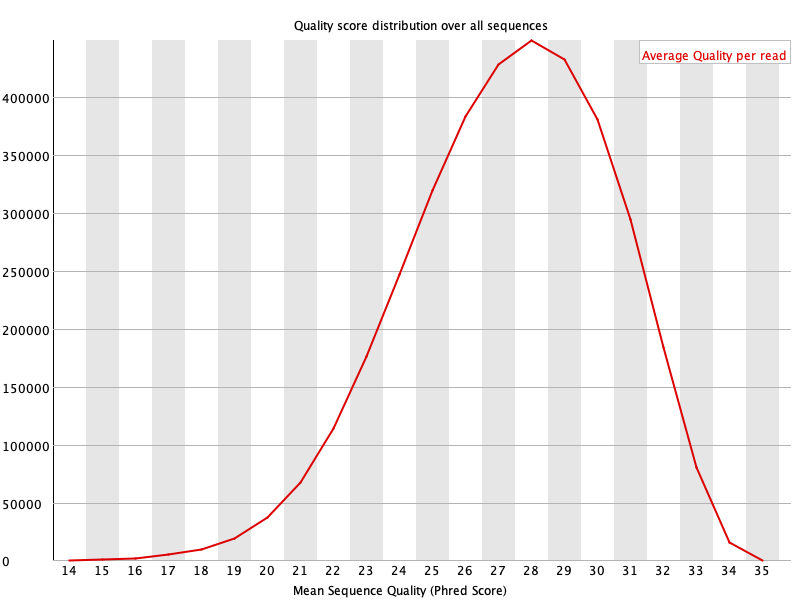 Quality score distribution over all sequences
Average Quality per read
400000
350000
300000
250000
200000
150000
100000
50000
0
14 15 16 17 18 19 20 21 22 23 24 25 26 27 28 29 30 31 32 33 34 35
Mean Sequence Quality (Phred Score)